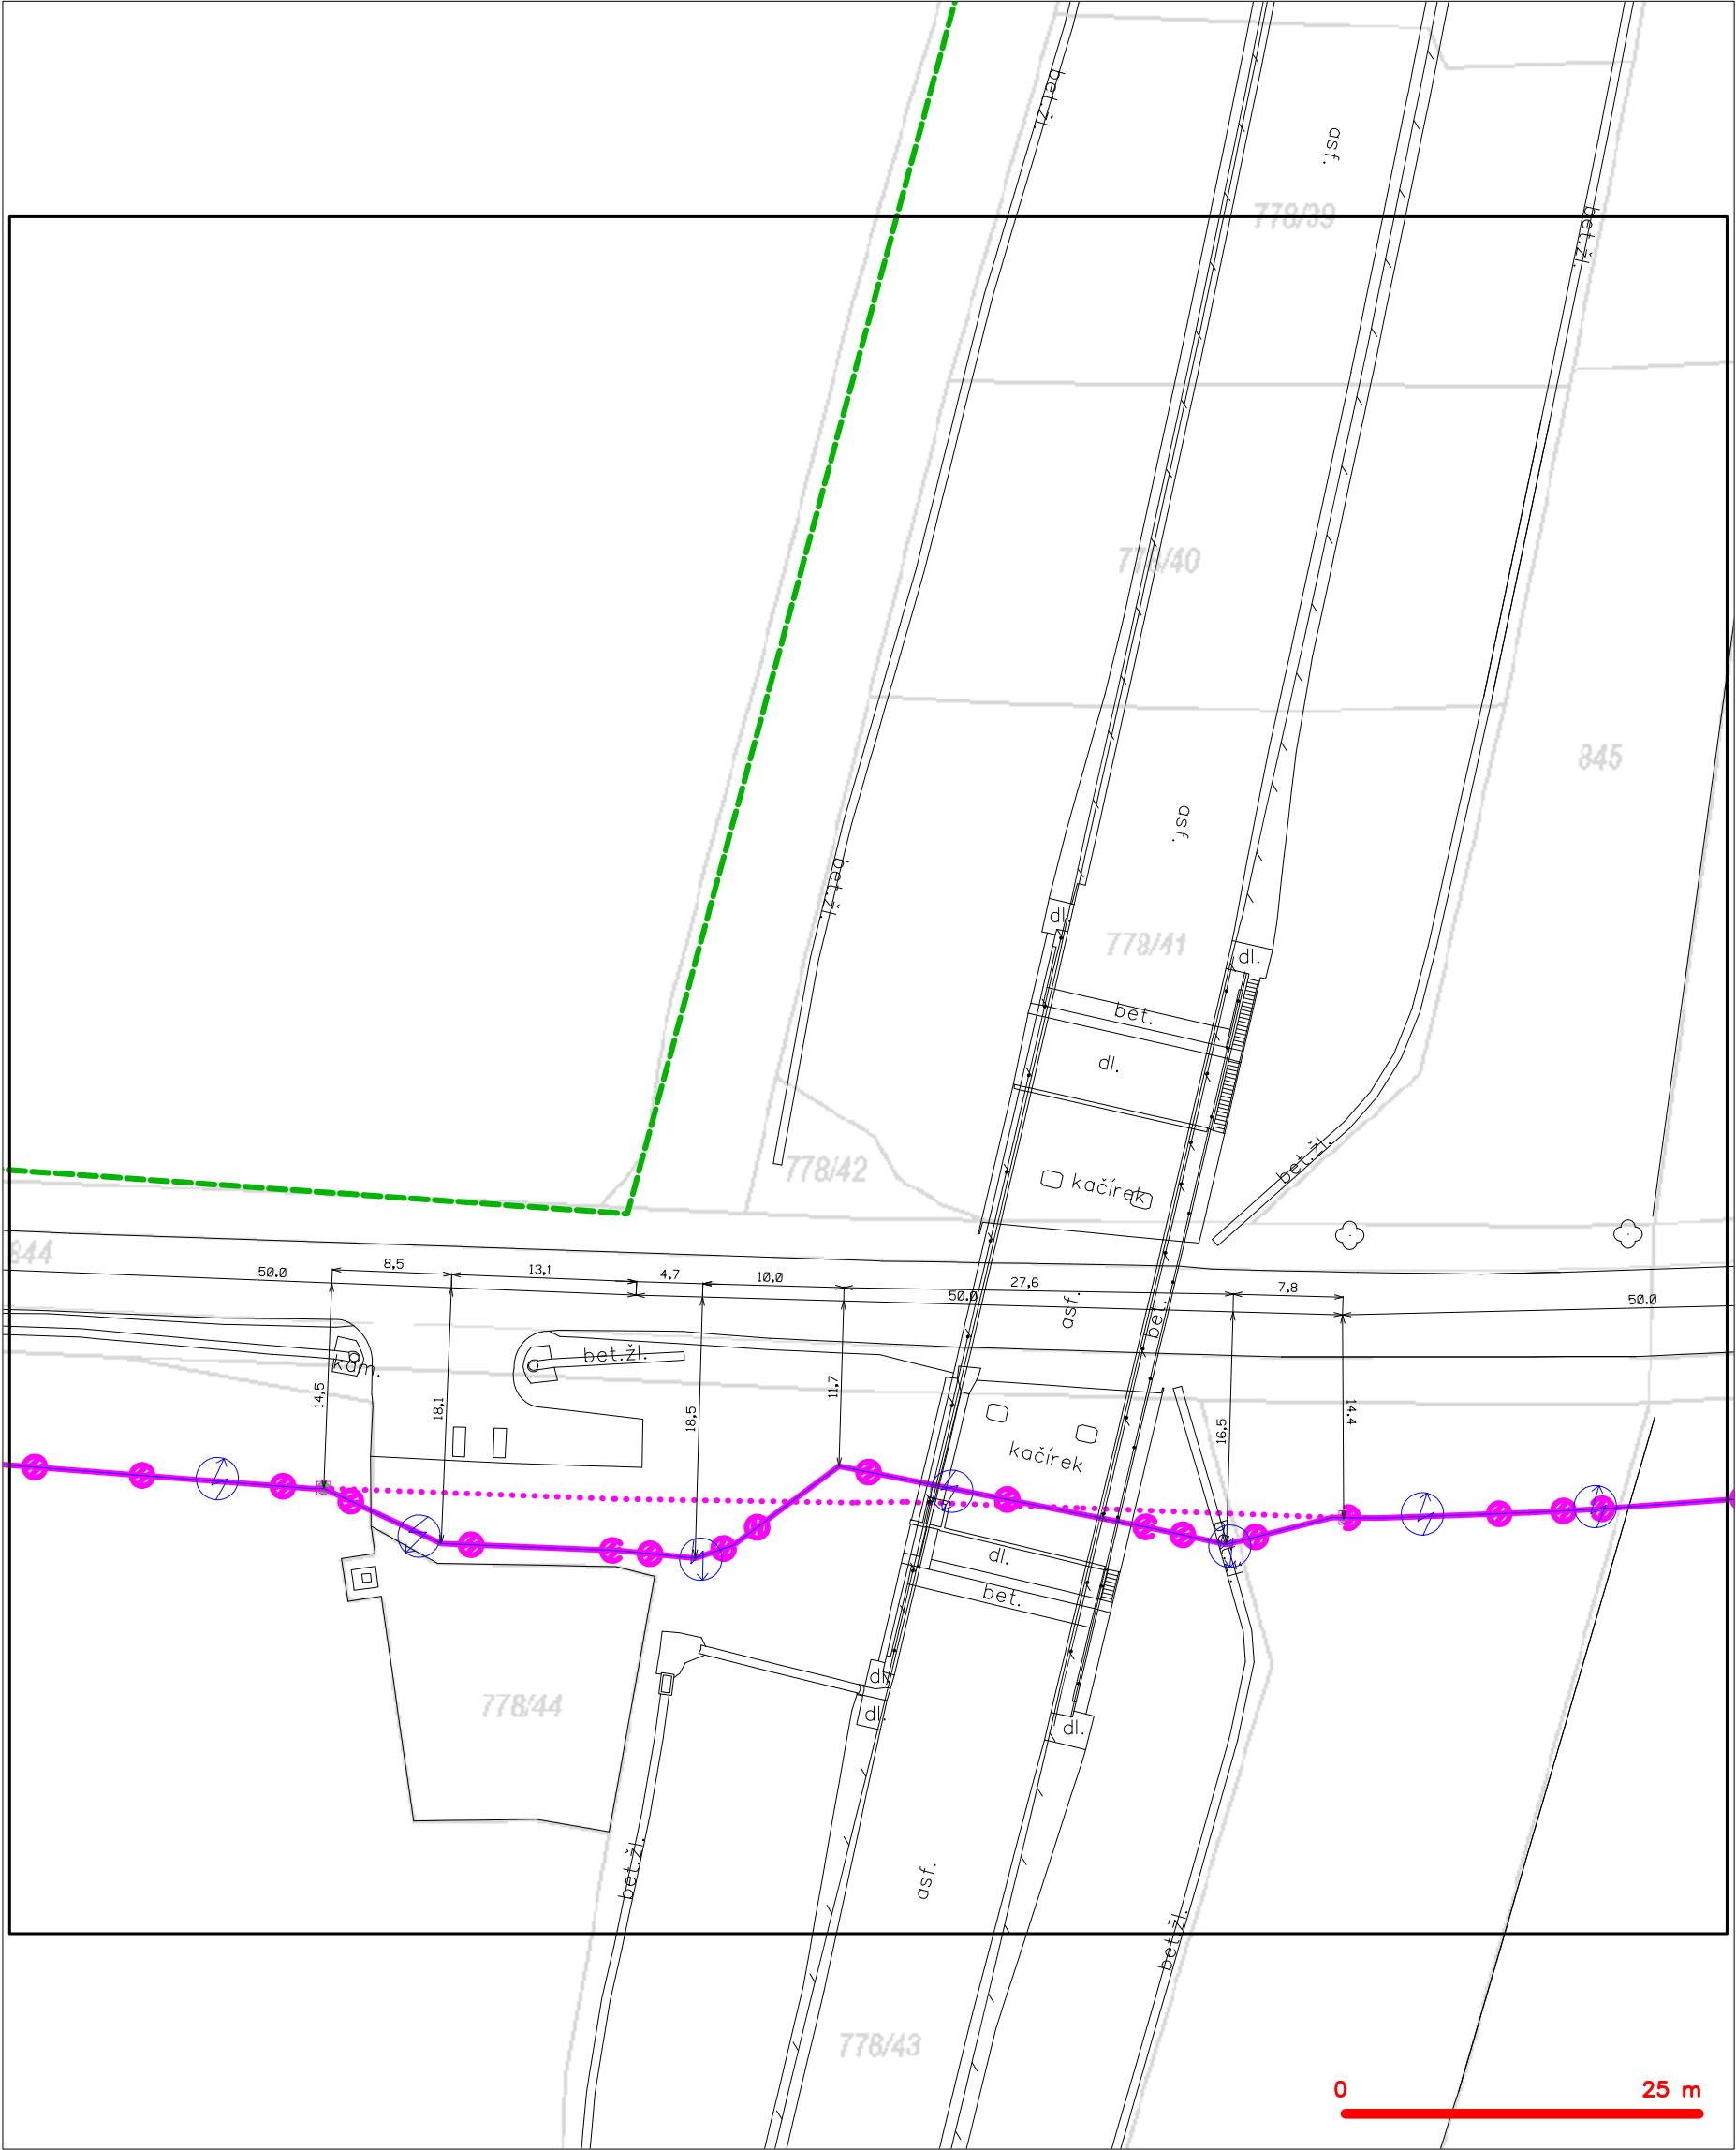 bet.žl.
asf.
778/39
bet.žl.
778/40
845
asf.
bet.žl.
dl.
778/41
dl.
bet.
dl.
bet.žl.
778/42
kačírek
844
8,5
13,1
4,7
10,0
27,6
7,8
50.0
50.0
50.0
asf.
bet.
bet.žl.
kam.
14,5
18,1
18,5
11,7
16,5
14.4
kačírek
dl.
bet.
dl.
778/44
dl.
dl.
bet.žl.
asf.
bet.žl.
778/43
0 25 m